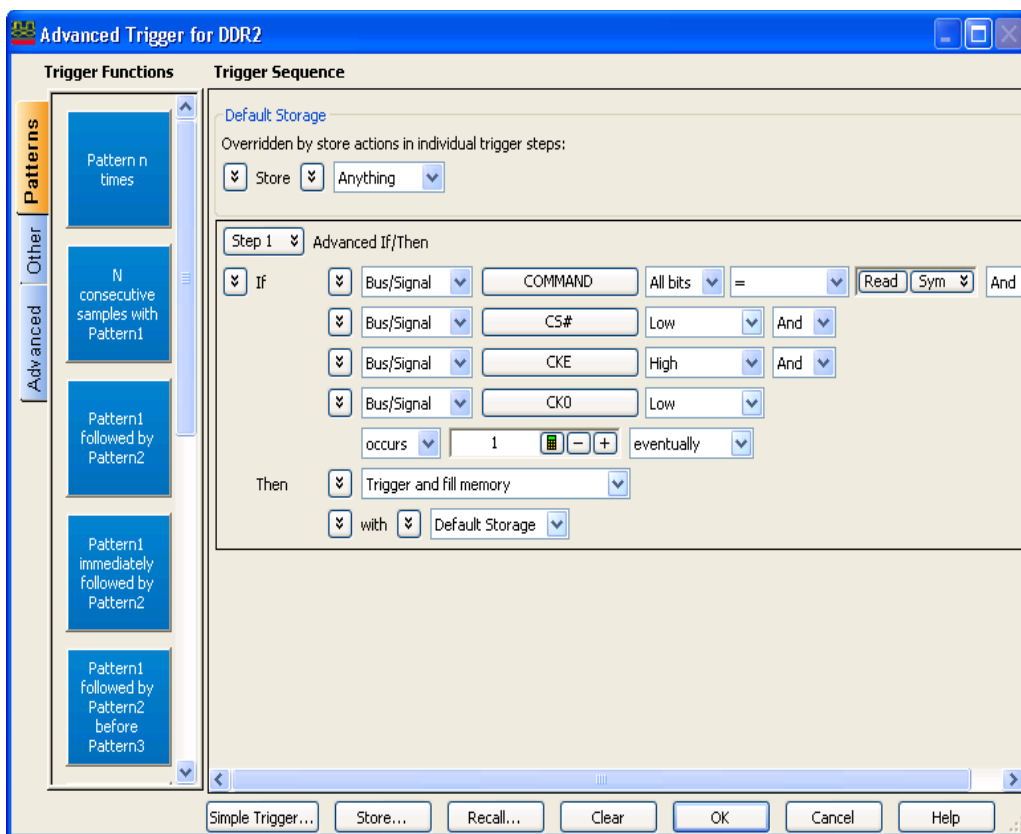 Advanced Trigger for DDR2
Trigger Functions
Trigger Sequence
Patterns
Other
Advanced
Pattern n
times
N
consecutive
samples with
Pattern1
Pattern1
followed by
Pattern2
Pattern1
immediately
followed by
Pattern2
Pattern1
followed by
Pattern2
before
Pattern3
Default Storage
Overridden by store actions in individual trigger steps:
Store Anything
Step 1 Advanced If/Then
If Bus/Signal COMMAND All bits = Read Sym And
Bus/Signal CS# Low And
Bus/Signal CKE High And
Bus/Signal CK0 Low
occurs 1 - + eventually
Then Trigger and fill memory
with Default Storage
Simple Trigger... Store... Recall... Clear OK Cancel Help